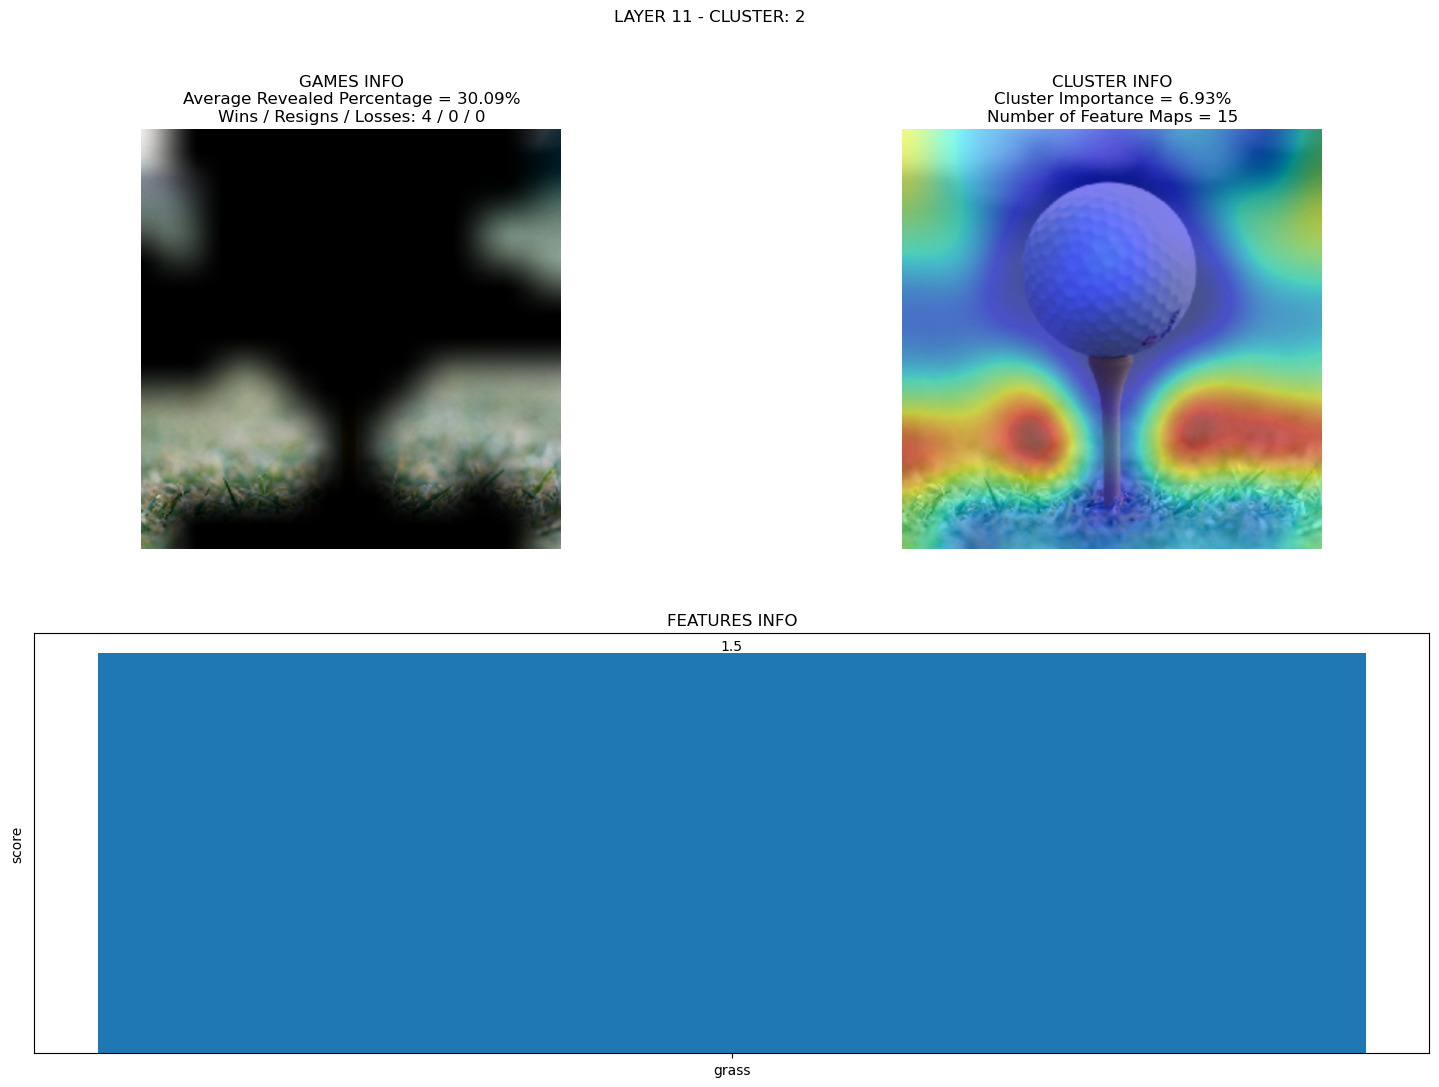 LAYER 11 - CLUSTER: 2
GAMES INFO
Average Revealed Percentage = 30.09%
Wins / Resigns / Losses: 4 / 0 / 0
CLUSTER INFO
Cluster Importance = 6.93%
Number of Feature Maps = 15
FEATURES INFO
1.5
score
grass